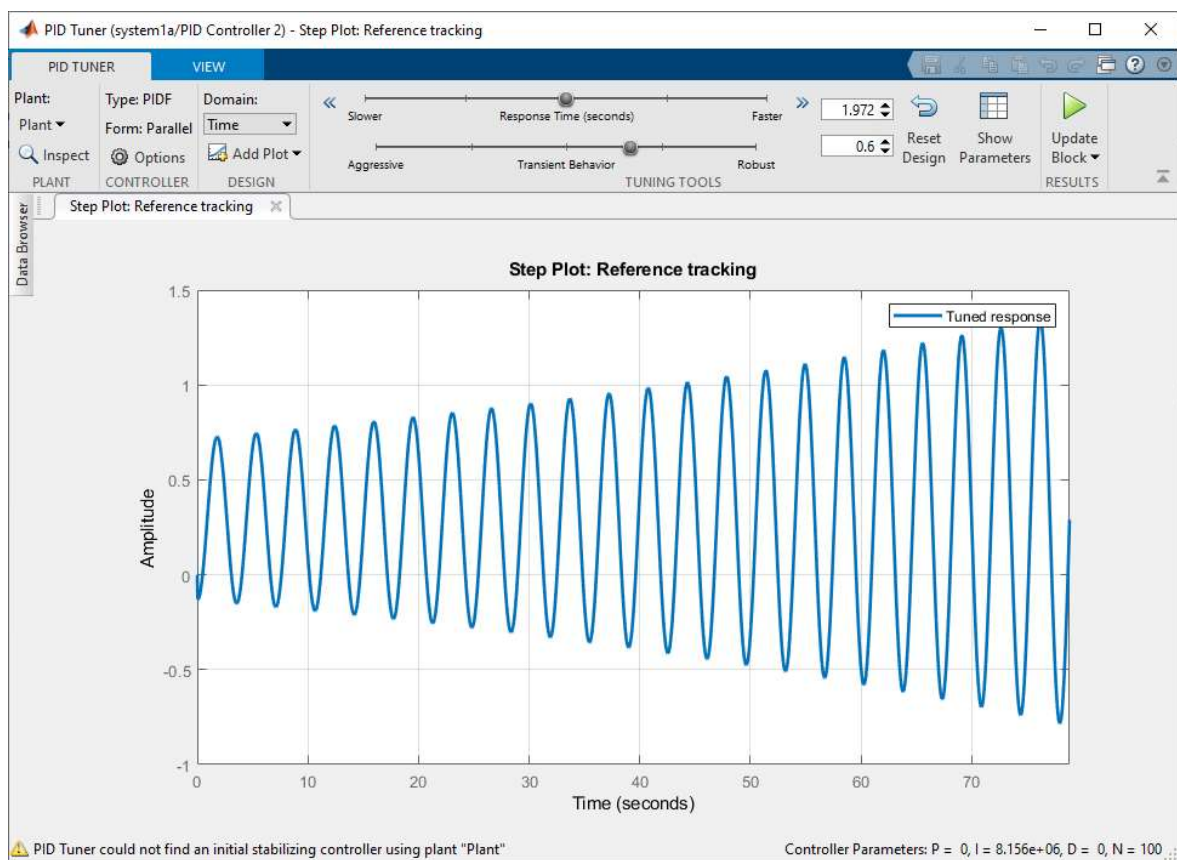 PID Tuner (system1a/PID Controller 2) - Step Plot: Reference tracking
PID TUNER VIEW
Plant: Type: PIDF Domain:
Plant Form: Parallel Time Slower Response Time (seconds) Faster 1.972
Inspect Options Add Plot Aggressive Transient Behavior Robust 0.6
Reset Design
Show Parameters
Update Block
PLANT CONTROLLER DESIGN TUNING TOOLS RESULTS
Data Browser
Step Plot: Reference tracking
Step Plot: Reference tracking
Tuned response
1.5
1
0.5
0
-0.5
-1
Amplitude
0 10 20 30 40 50 60 70
Time (seconds)
PID Tuner could not find an initial stabilizing controller using plant "Plant" Controller Parameters: P = 0, I = 8.156e+06, D = 0, N = 100